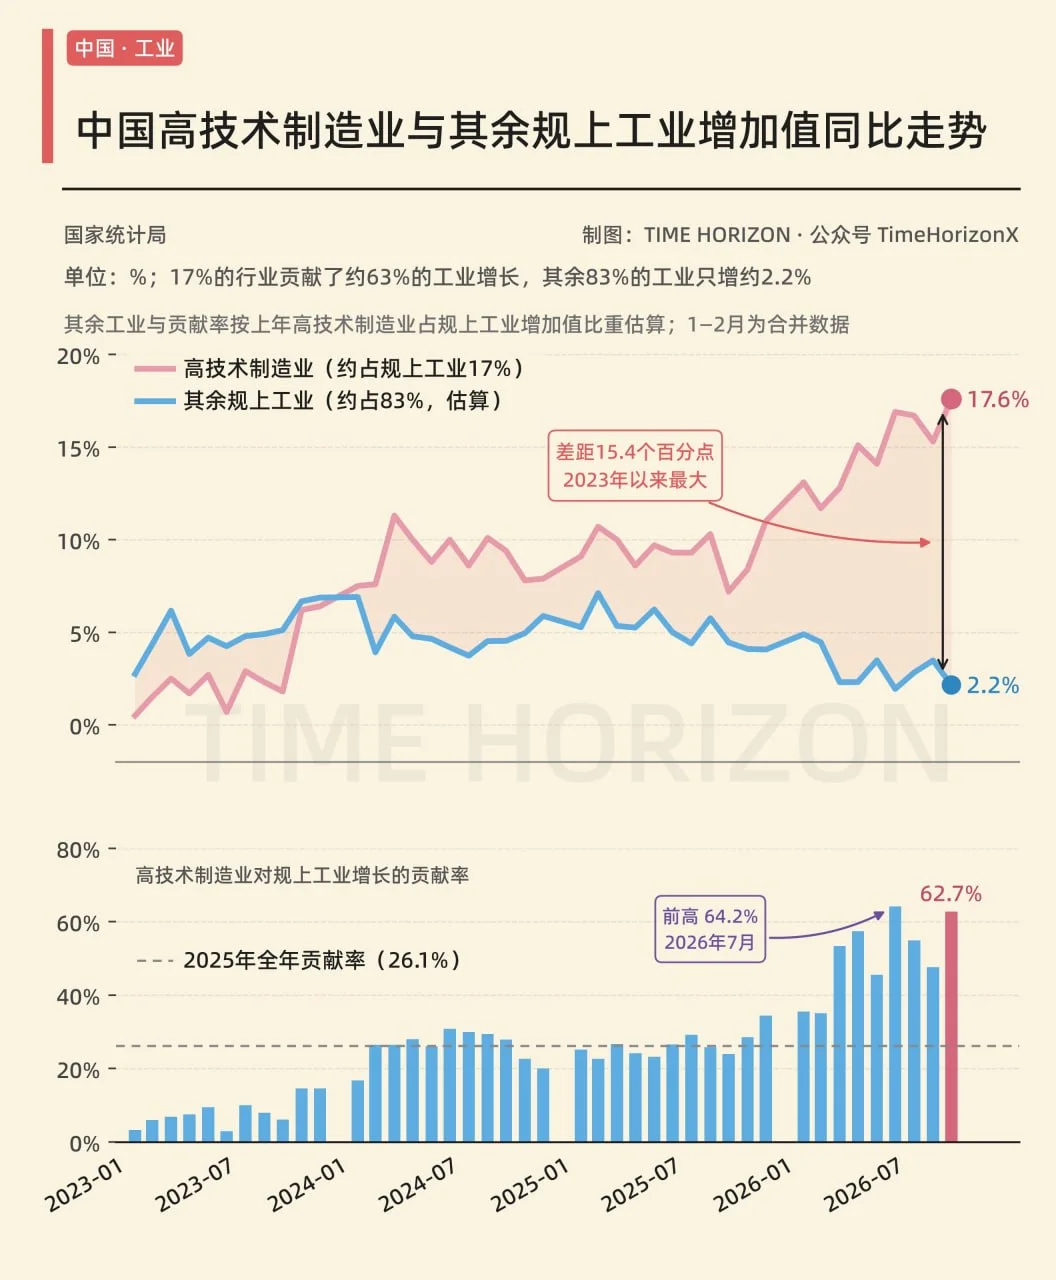 中国 · 工业
中国高技术制造业与其余规上工业增加值同比走势
国家统计局
制图：TIME HORIZON · 公众号 TimeHorizonX
单位：%；17%的行业贡献了约63%的工业增长，其余83%的工业只增约2.2%
其余工业与贡献率按上年高技术制造业占规上工业增加值比重估算；1—2月为合并数据
20%
高技术制造业（约占规上工业17%）
其余规上工业（约占83%，估算）
17.6%
15%
差距15.4个百分点
2023年以来最大
10%
5%
2.2%
0%
TIME HORIZON
80%
高技术制造业对规上工业增长的贡献率
62.7%
前高 64.2%
2026年7月
60%
2025年全年贡献率（26.1%）
40%
20%
0%
2023-01
2023-07
2024-01
2024-07
2025-01
2025-07
2026-01
2026-07